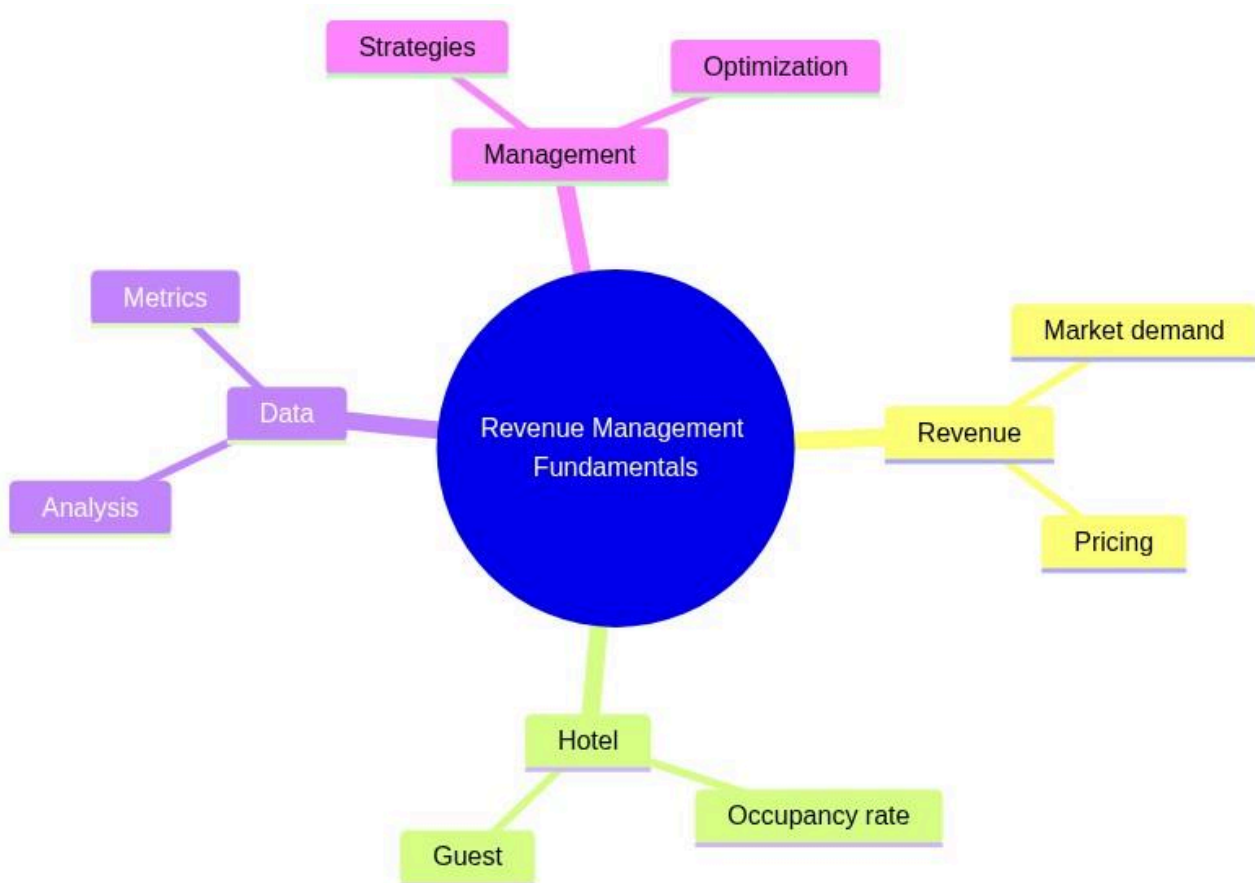 Strategies
Optimization
Management
Metrics
Data
Analysis
Revenue Management
Fundamentals
Market demand
Revenue
Pricing
Hotel
Occupancy rate
Guest